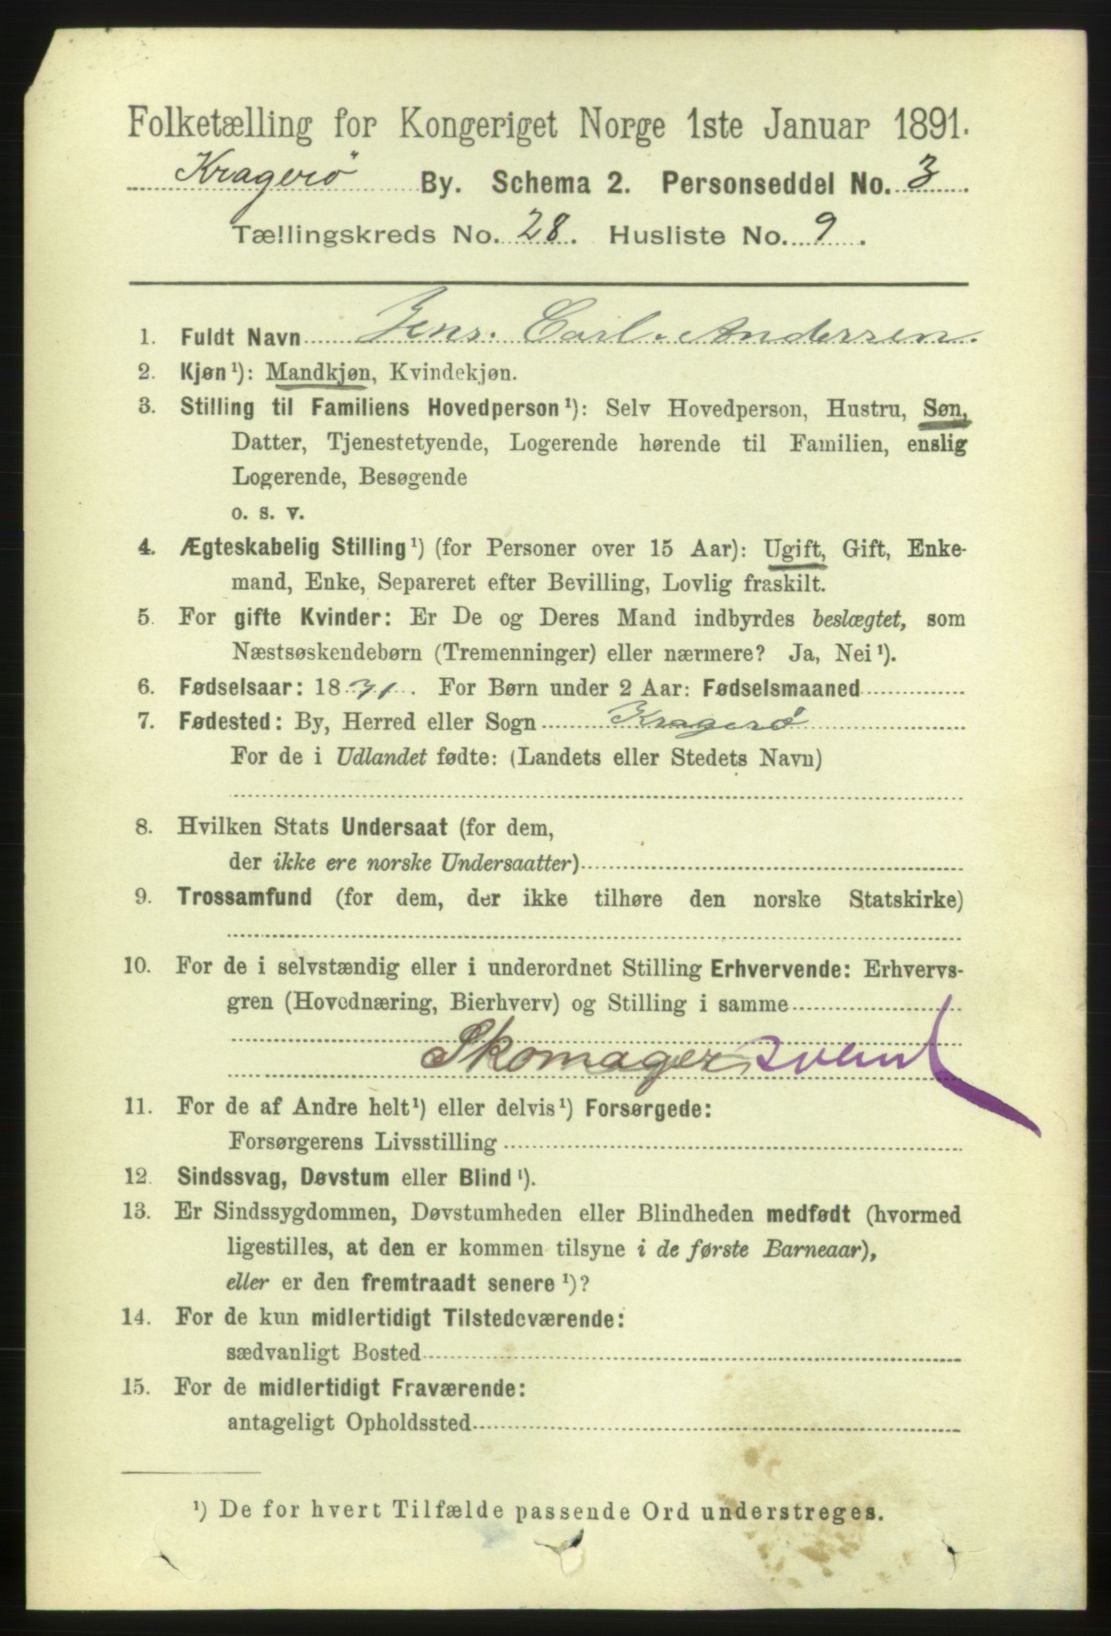 Folketælling for Kongeriget Norge 1ste Januar 1891.
Kragerö By. Schema 2. Personseddel No. 3.
Tællingskreds No. 28. Husliste No. 9.
1. Fuldt Navn Jens. Carl. Anderssen.
2. Kjøn¹): Mandkjøn, Kvindekjøn.
3. Stilling til Familiens Hovedperson¹): Selv Hovedperson, Hustru, Søn,
Datter, Tjenestetyende, Logerende hørende til Familien, enslig
Logerende, Besøgende
o. s. v.
4. Ægteskabelig Stilling¹) (for Personer over 15 Aar): Ugift, Gift, Enke-
mand, Enke, Separeret efter Bevilling, Lovlig fraskilt.
5. For gifte Kvinder: Er De og Deres Mand indbyrdes beslægtet, som
Næstsøskendebørn (Tremenninger) eller nærmere? Ja, Nei¹).
6. Fødselsaar: 1871. For Børn under 2 Aar: Fødselsmaaned
7. Fødested: By, Herred eller Sogn Kragerö
For de i Udlandet fødte: (Landets eller Stedets Navn)
8. Hvilken Stats Undersaat (for dem,
der ikke ere norske Undersaatter)
9. Trossamfund (for dem, der ikke tilhøre den norske Statskirke)
10. For de i selvstændig eller i underordnet Stilling Erhvervende: Erhvervs-
gren (Hovednæring, Bierhverv) og Stilling i samme
Skomagersvend
11. For de af Andre helt¹) eller delvis¹) Forsørgede:
Forsørgerens Livsstilling
12. Sindssvag, Døvstum eller Blind¹).
13. Er Sindssygdommen, Døvstumheden eller Blindheden medfødt (hvormed
ligestilles, at den er kommen tilsyne i de første Barneaar),
eller er den fremtraadt senere¹)?
14. For de kun midlertidigt Tilstedeværende:
sædvanligt Bosted
15. For de midlertidigt Fraværende:
antageligt Opholdssted
¹) De for hvert Tilfælde passende Ord understreges.